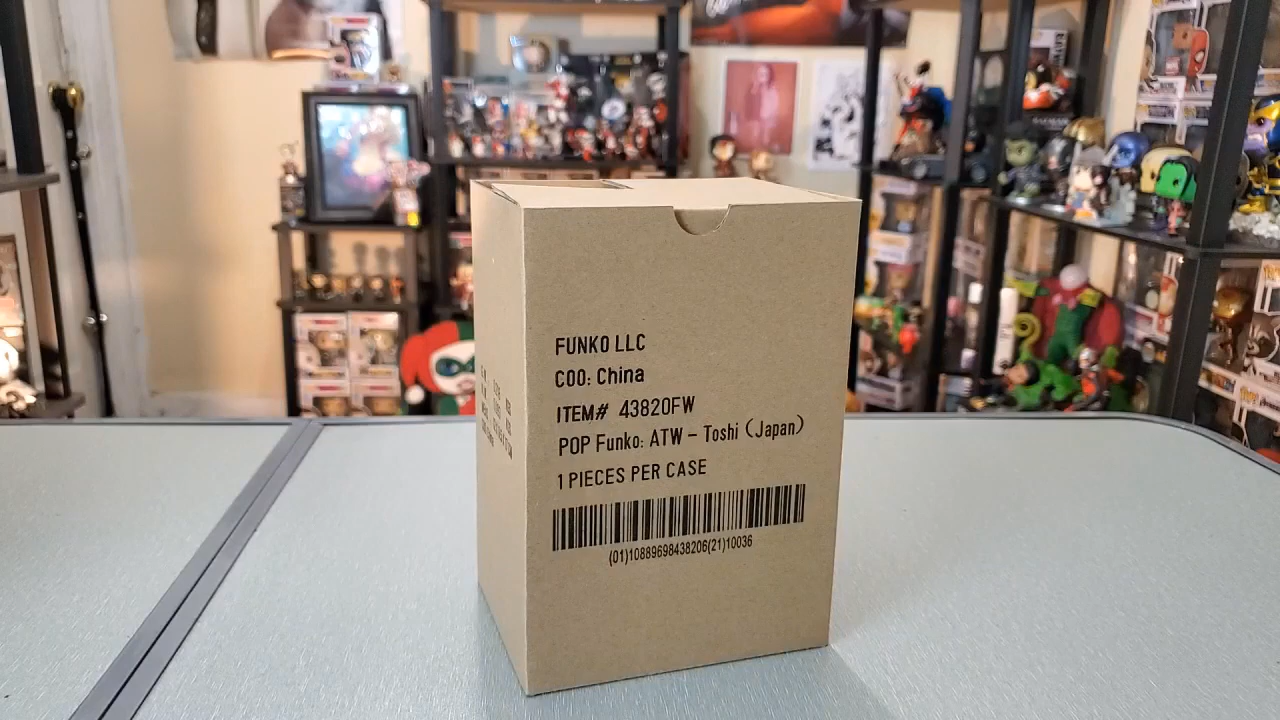 FUNKO LLC
COO: China
ITEM# 43820FW
POP Funko: ATW - Toshi (Japan)
1 PIECES PER CASE
(01)10889698438206(21)10036